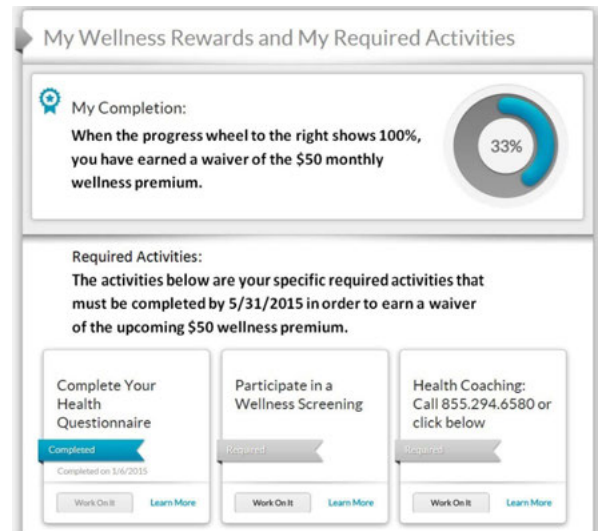 My Wellness Rewards and My Required Activities
My Completion:
When the progress wheel to the right shows 100%,
you have earned a waiver of the $50 monthly
wellness premium.
33%
Required Activities:
The activities below are your specific required activities that
must be completed by 5/31/2015 in order to earn a waiver
of the upcoming $50 wellness premium.
Complete Your
Health
Questionnaire
Completed
Completed on 1/6/2015
Work On It Learn More
Participate in a
Wellness Screening
Required
Work On It Learn More
Health Coaching:
Call 855.294.6580 or
click below
Required
Work On It Learn More